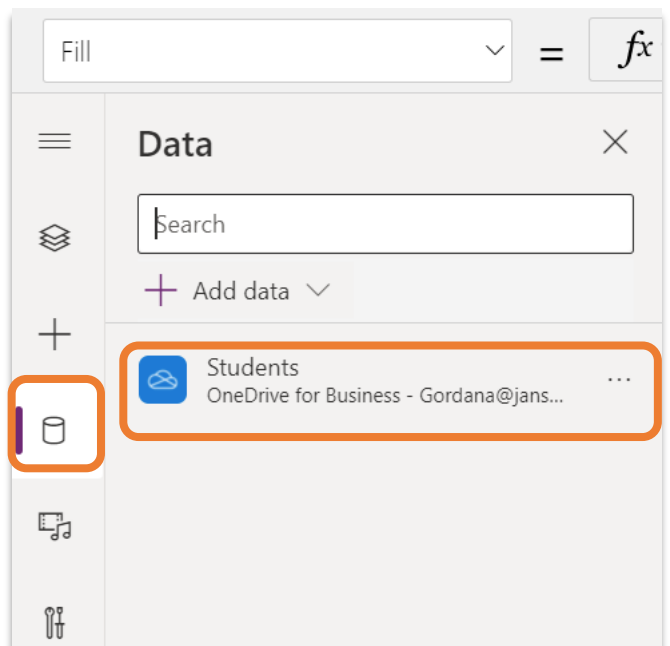 Fill
= fx
Data
Search
Add data
Students
OneDrive for Business - Gordana@jans...